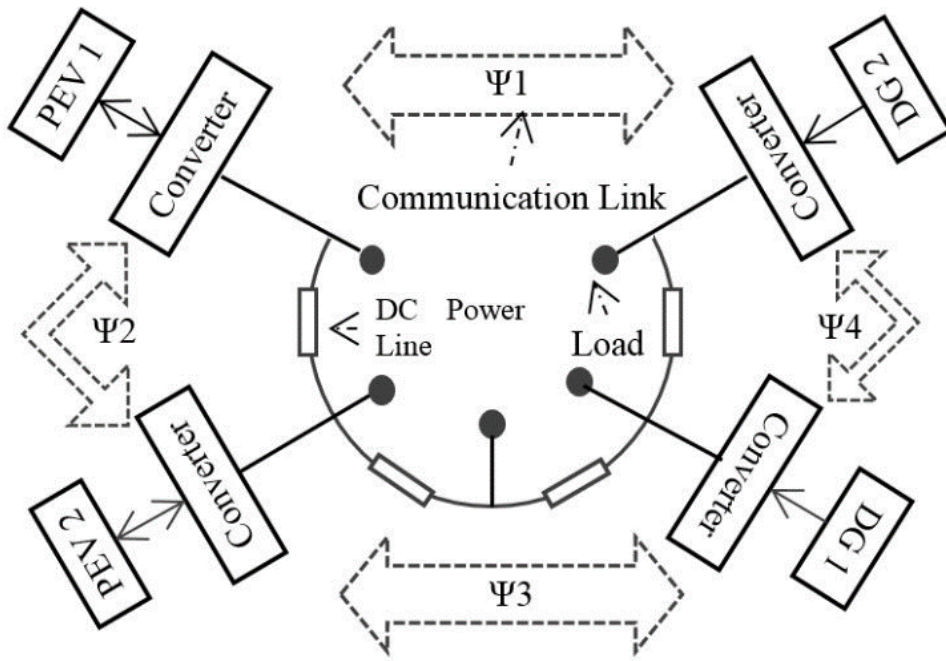 PEV 1
Converter
Ψ1
Converter
DG 2
Communication Link
DC Power
Line
Load
Ψ2
Ψ4
PEV 2
Converter
Converter
DG 1
Ψ3